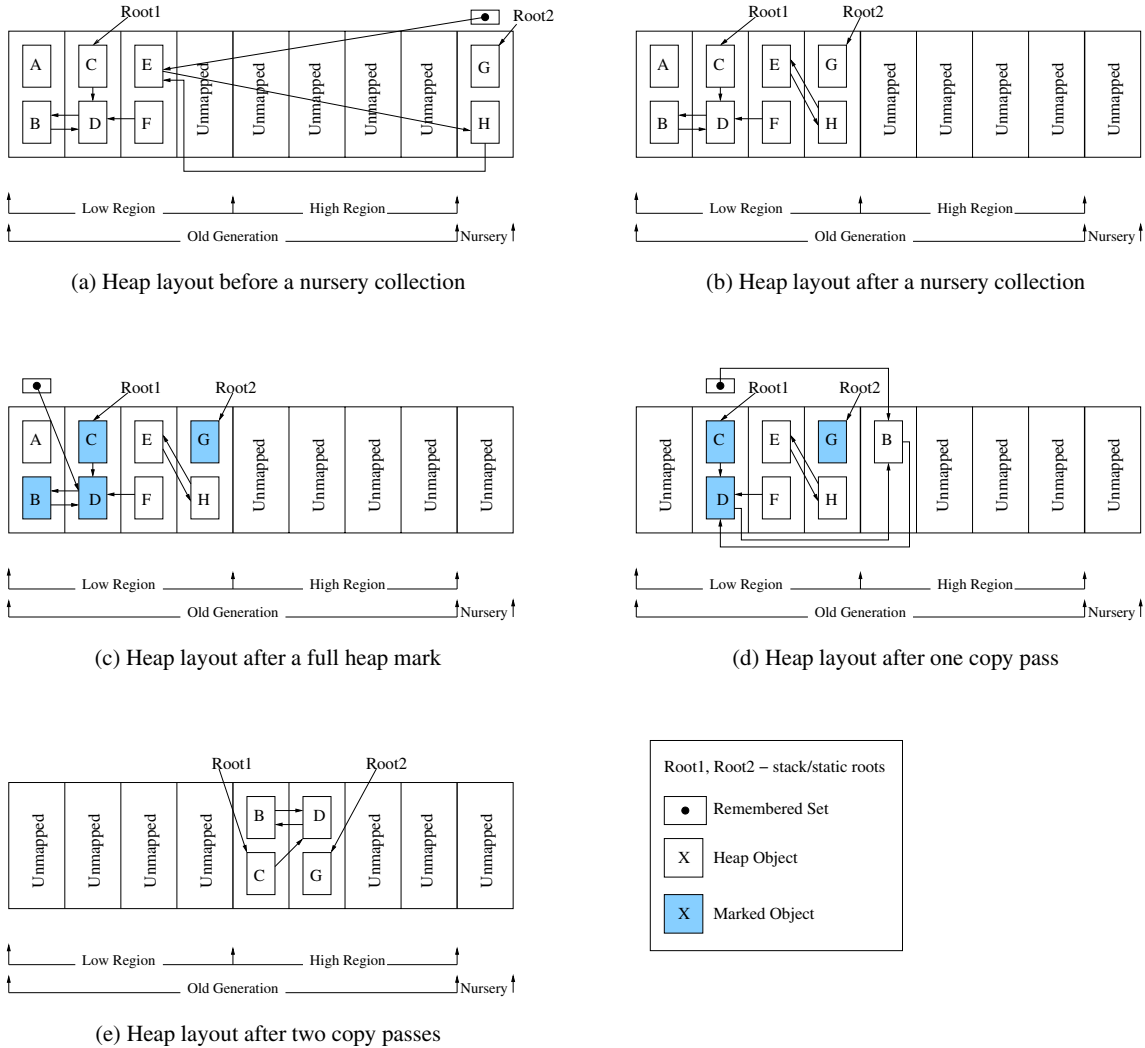 Root1
Root2
A
C
E
G
B
D
F
H
Unmapped
Unmapped
Unmapped
Unmapped
Unmapped
Low Region
High Region
Old Generation
Nursery
(a) Heap layout before a nursery collection
Root1
Root2
A
C
E
G
B
D
F
H
Unmapped
Unmapped
Unmapped
Unmapped
Unmapped
Low Region
High Region
Old Generation
Nursery
(b) Heap layout after a nursery collection
Root1
Root2
A
C
E
G
B
D
F
H
Unmapped
Unmapped
Unmapped
Unmapped
Unmapped
Low Region
High Region
Old Generation
Nursery
(c) Heap layout after a full heap mark
Root1
Root2
Unmapped
C
E
G
B
D
F
H
Unmapped
Unmapped
Unmapped
Unmapped
Low Region
High Region
Old Generation
Nursery
(d) Heap layout after one copy pass
Root1
Root2
Unmapped
Unmapped
Unmapped
Unmapped
B
D
C
G
Unmapped
Unmapped
Unmapped
Low Region
High Region
Old Generation
Nursery
(e) Heap layout after two copy passes
Root1, Root2 − stack/static roots
Remembered Set
X
Heap Object
X
Marked Object